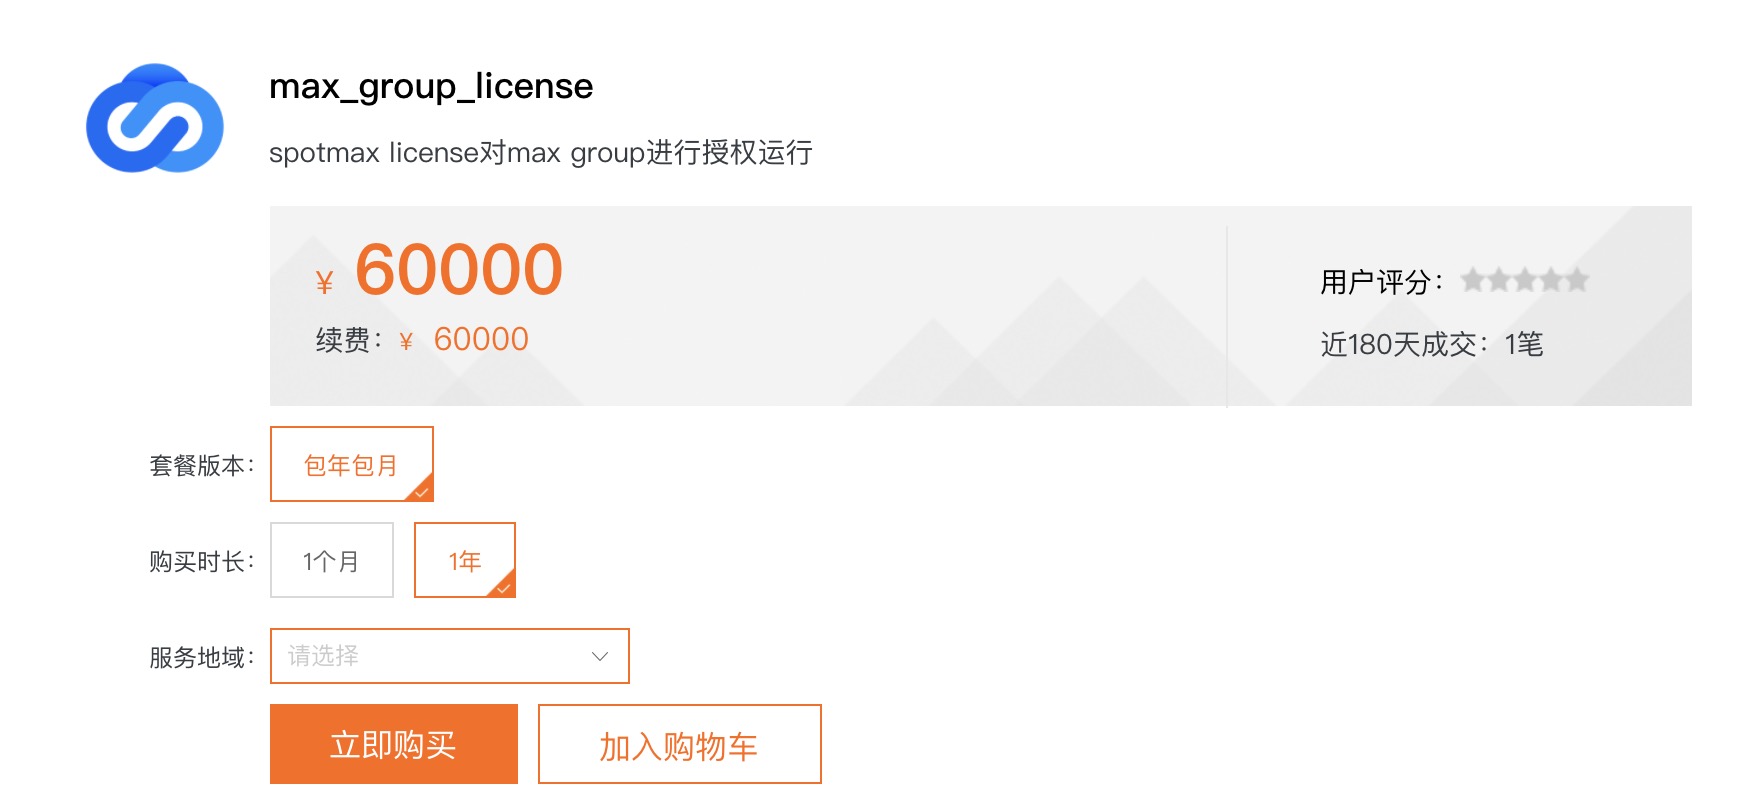 max_group_license
spotmax license对max group进行授权运行
¥ 60000
续费：¥ 60000
用户评分：
近180天成交：1笔
套餐版本：
包年包月
购买时长：
1个月
1年
服务地域：
请选择
立即购买
加入购物车